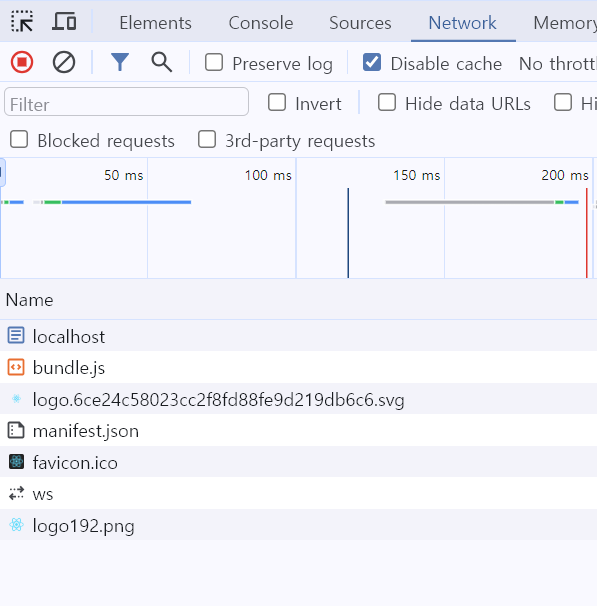 Elements Console Sources Network Memory
Preserve log Disable cache No thrott
Filter Invert Hide data URLs Hi
Blocked requests 3rd-party requests
50 ms 100 ms 150 ms 200 ms
Name
localhost
bundle.js
logo.6ce24c58023cc2f8fd88fe9d219db6c6.svg
manifest.json
favicon.ico
ws
logo192.png